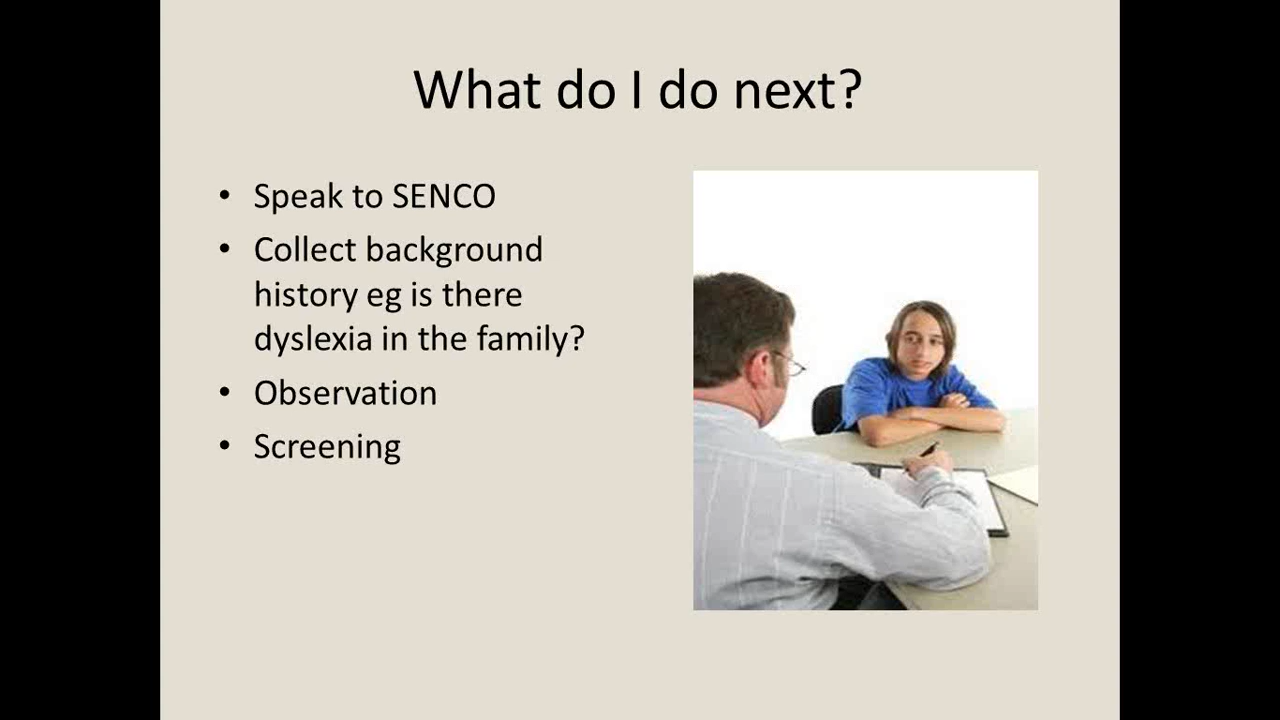 What do I do next?
• Speak to SENCO
• Collect background
history eg is there
dyslexia in the family?
• Observation
• Screening